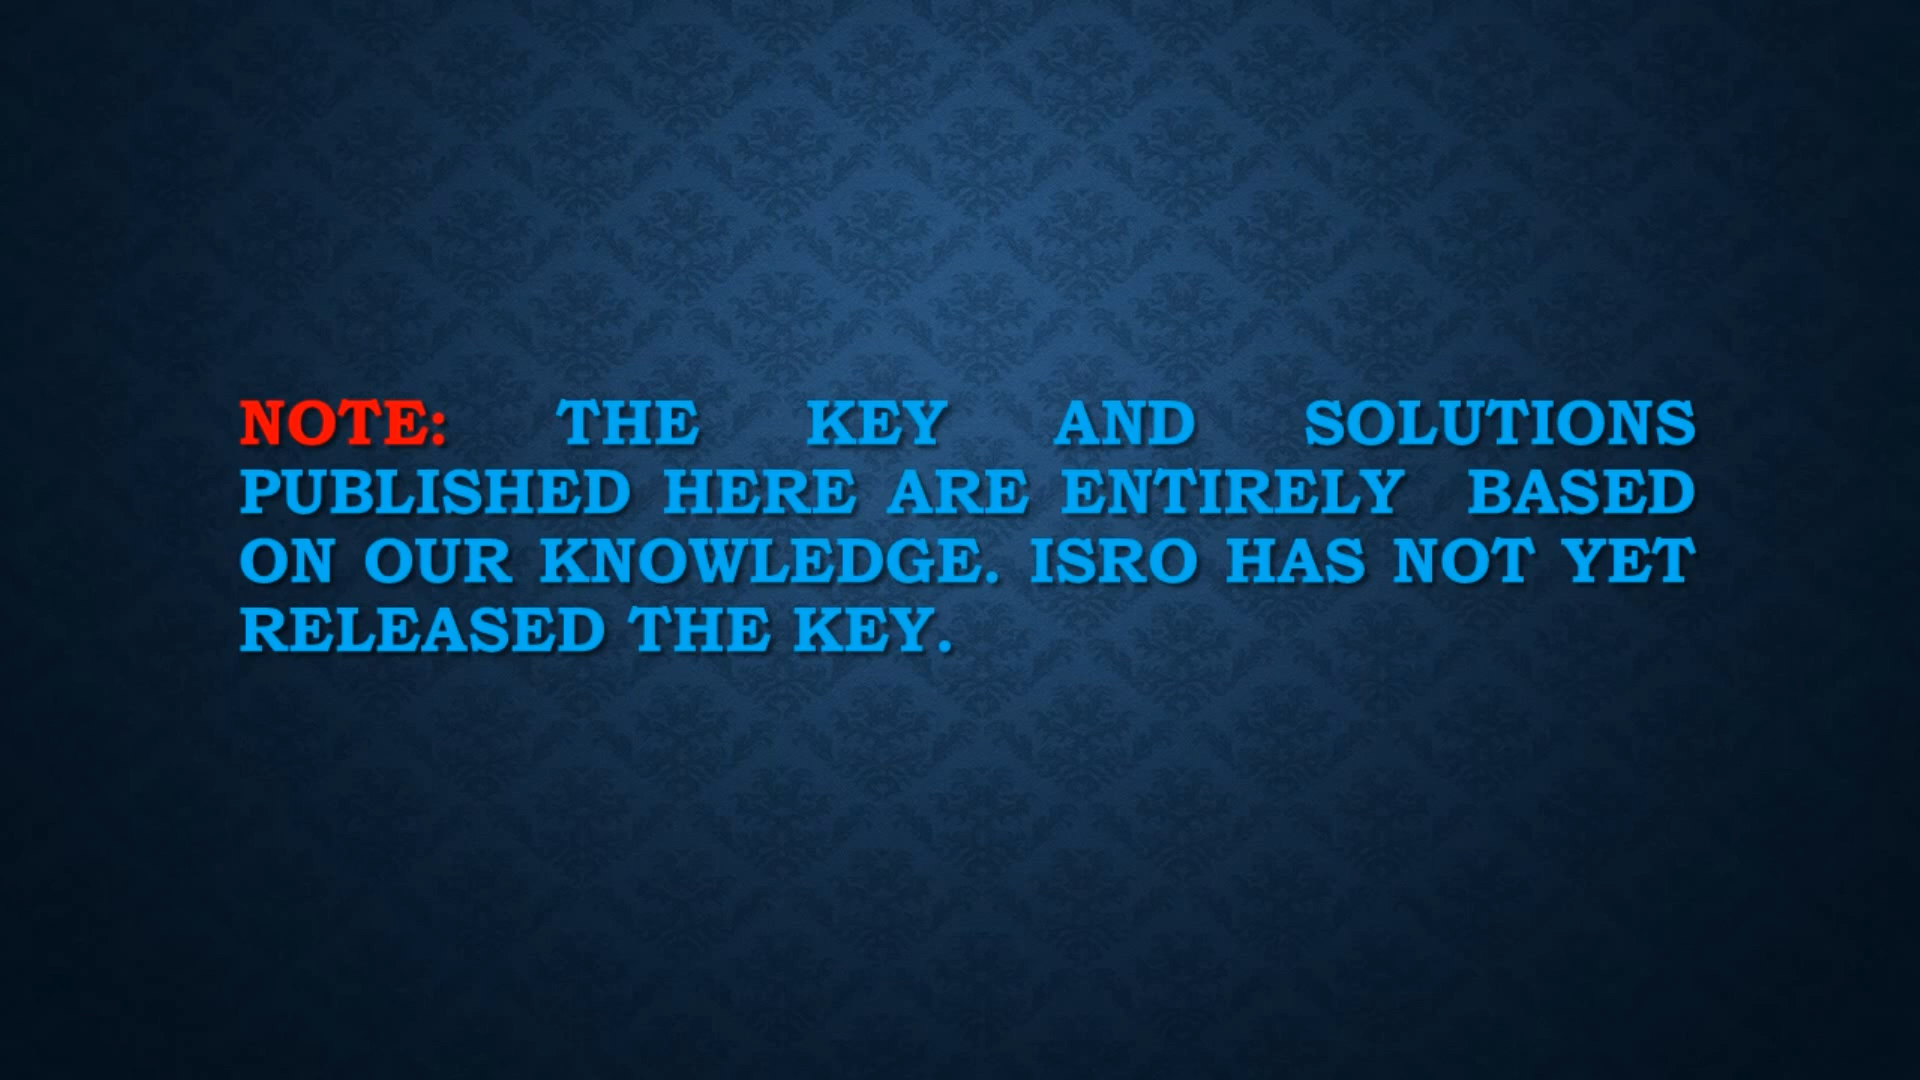 NOTE: THE KEY AND SOLUTIONS
PUBLISHED HERE ARE ENTIRELY BASED
ON OUR KNOWLEDGE. ISRO HAS NOT YET
RELEASED THE KEY.